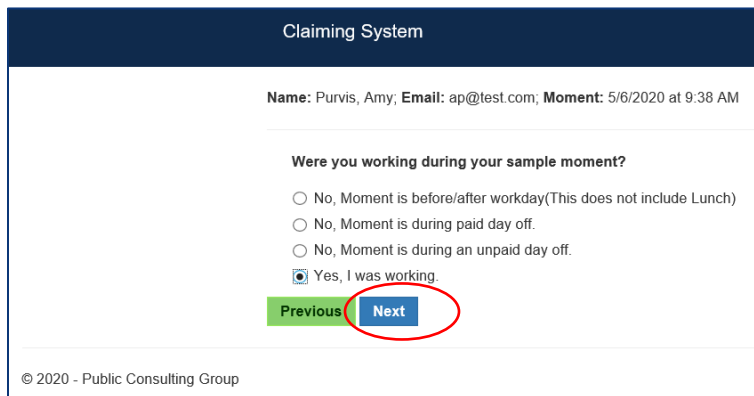 Claiming System
Name: Purvis, Amy; Email: ap@test.com; Moment: 5/6/2020 at 9:38 AM
Were you working during your sample moment?
No, Moment is before/after workday(This does not include Lunch)
No, Moment is during paid day off.
No, Moment is during an unpaid day off.
Yes, I was working.
Previous Next
© 2020 - Public Consulting Group